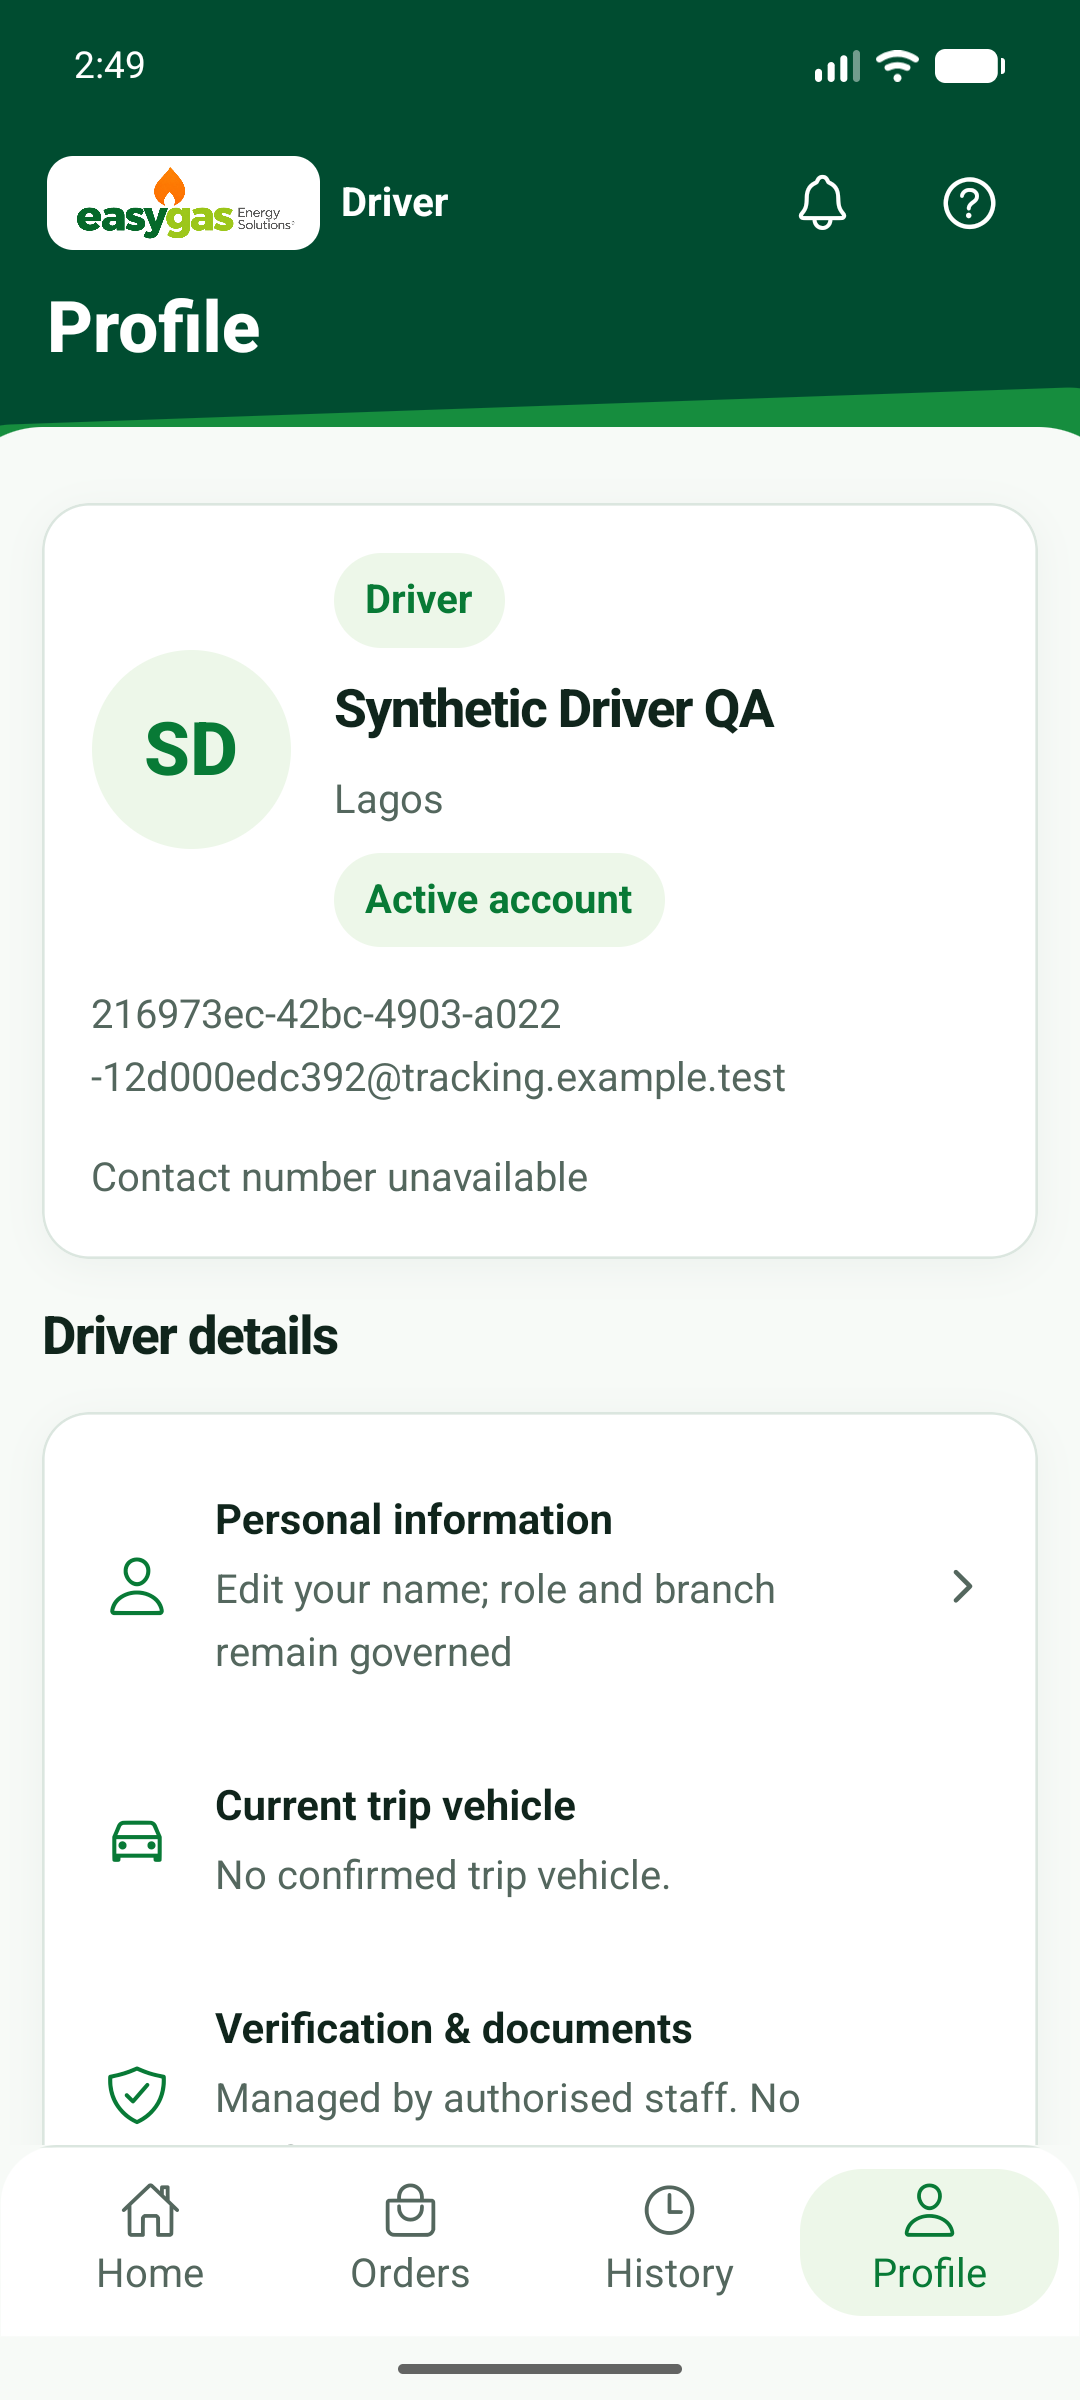 2:49
easygas Energy Solutions
Driver
Profile
Driver
SD
Synthetic Driver QA
Lagos
Active account
216973ec-42bc-4903-a022
-12d000edc392@tracking.example.test
Contact number unavailable
Driver details
Personal information
Edit your name; role and branch
remain governed
Current trip vehicle
No confirmed trip vehicle.
Verification & documents
Managed by authorised staff. No
Home
Orders
History
Profile